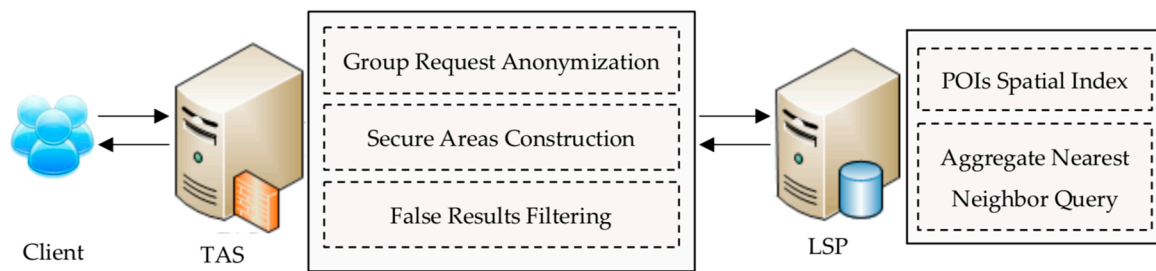 Group Request Anonymization
Secure Areas Construction
False Results Filtering
POIs Spatial Index
Aggregate Nearest
Neighbor Query
Client
TAS
LSP